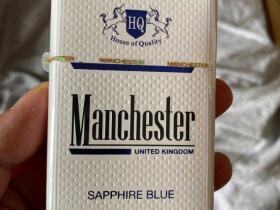 HQ
House of Quality
MANCHESTER MANCHESTER
Manchester
UNITED KINGDOM
SAPPHIRE BLUE